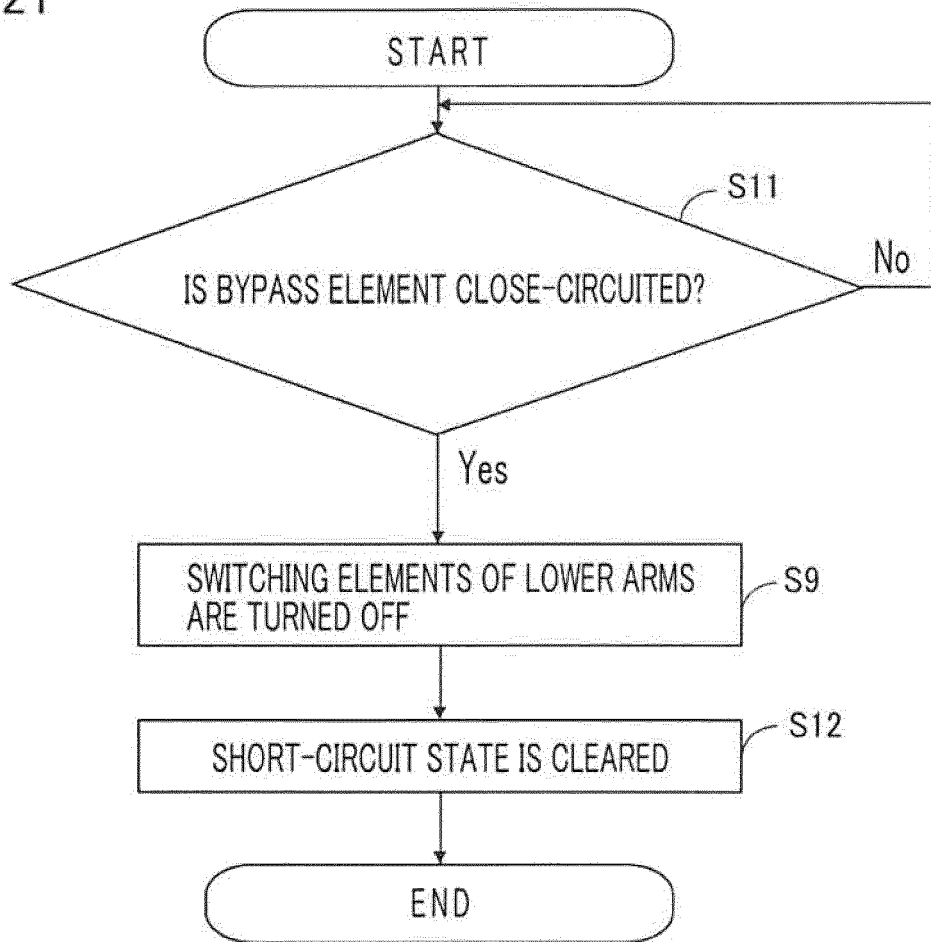 21
START
S11
IS BYPASS ELEMENT CLOSE-CIRCUITED?
No
Yes
SWITCHING ELEMENTS OF LOWER ARMS
ARE TURNED OFF
S9
S12
SHORT-CIRCUIT STATE IS CLEARED
END